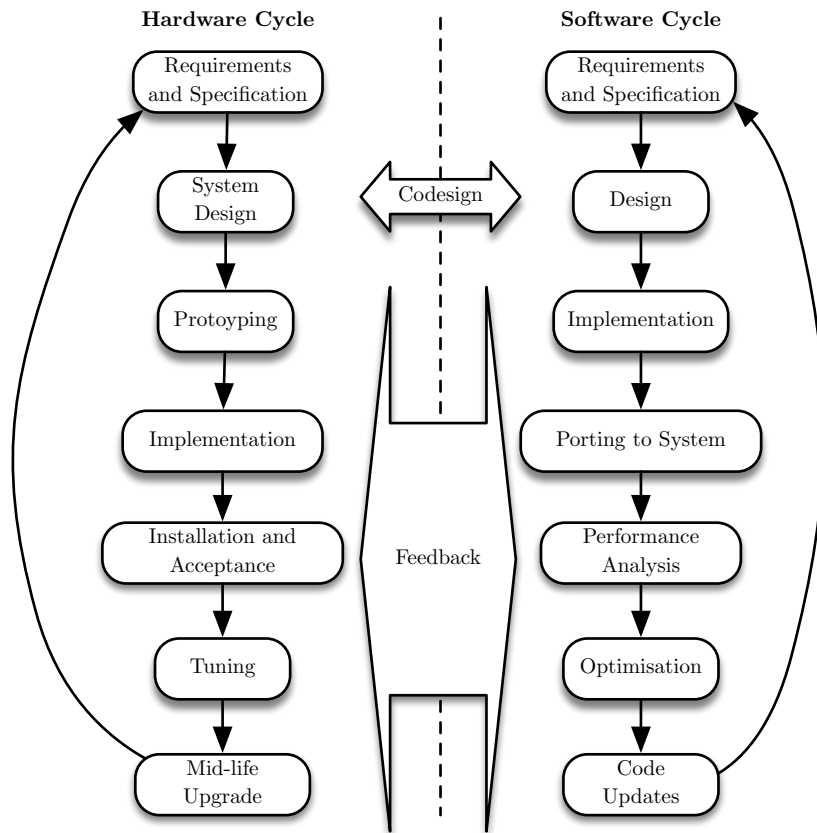 Hardware Cycle
Requirements
and Specification
System
Design
Protoyping
Implementation
Installation and
Acceptance
Tuning
Mid-life
Upgrade
Codesign
Feedback
Software Cycle
Requirements
and Specification
Design
Implementation
Porting to System
Performance
Analysis
Optimisation
Code
Updates